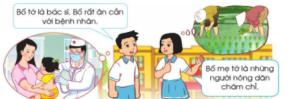 Bố tớ là bác sĩ. Bố rất ân cần
với bệnh nhân.
Bố mẹ tớ là những
người nông dân
chăm chỉ.